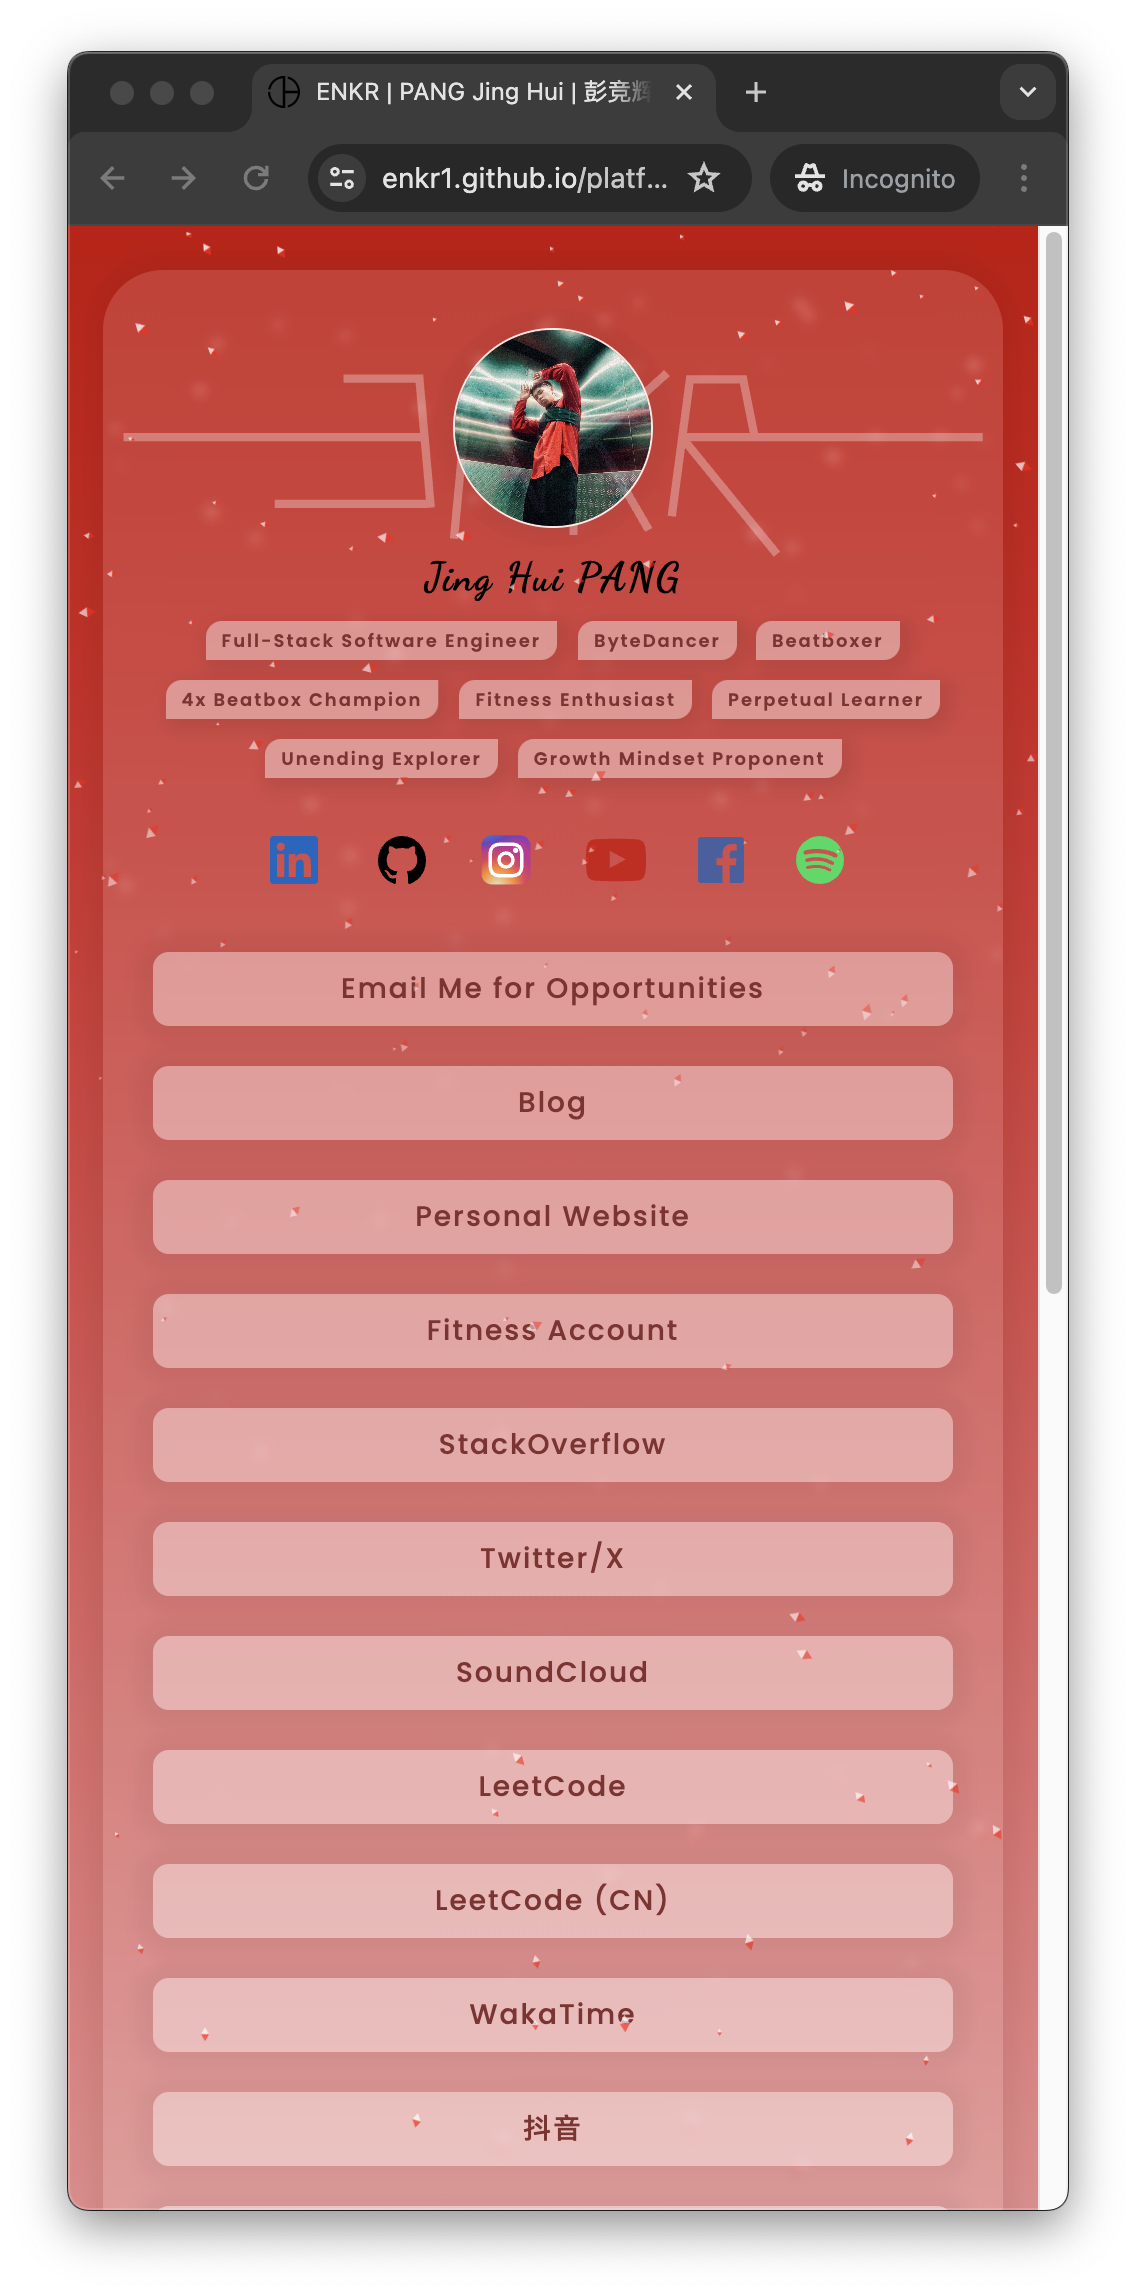 ENKR | PANG Jing Hui | 彭竞辉
enkr1.github.io/platf...
Incognito
ENKR
Jing Hui PANG
Full-Stack Software Engineer
ByteDancer
Beatboxer
4x Beatbox Champion
Fitness Enthusiast
Perpetual Learner
Unending Explorer
Growth Mindset Proponent
Email Me for Opportunities
Blog
Personal Website
Fitness Account
StackOverflow
Twitter/X
SoundCloud
LeetCode
LeetCode (CN)
WakaTime
抖音